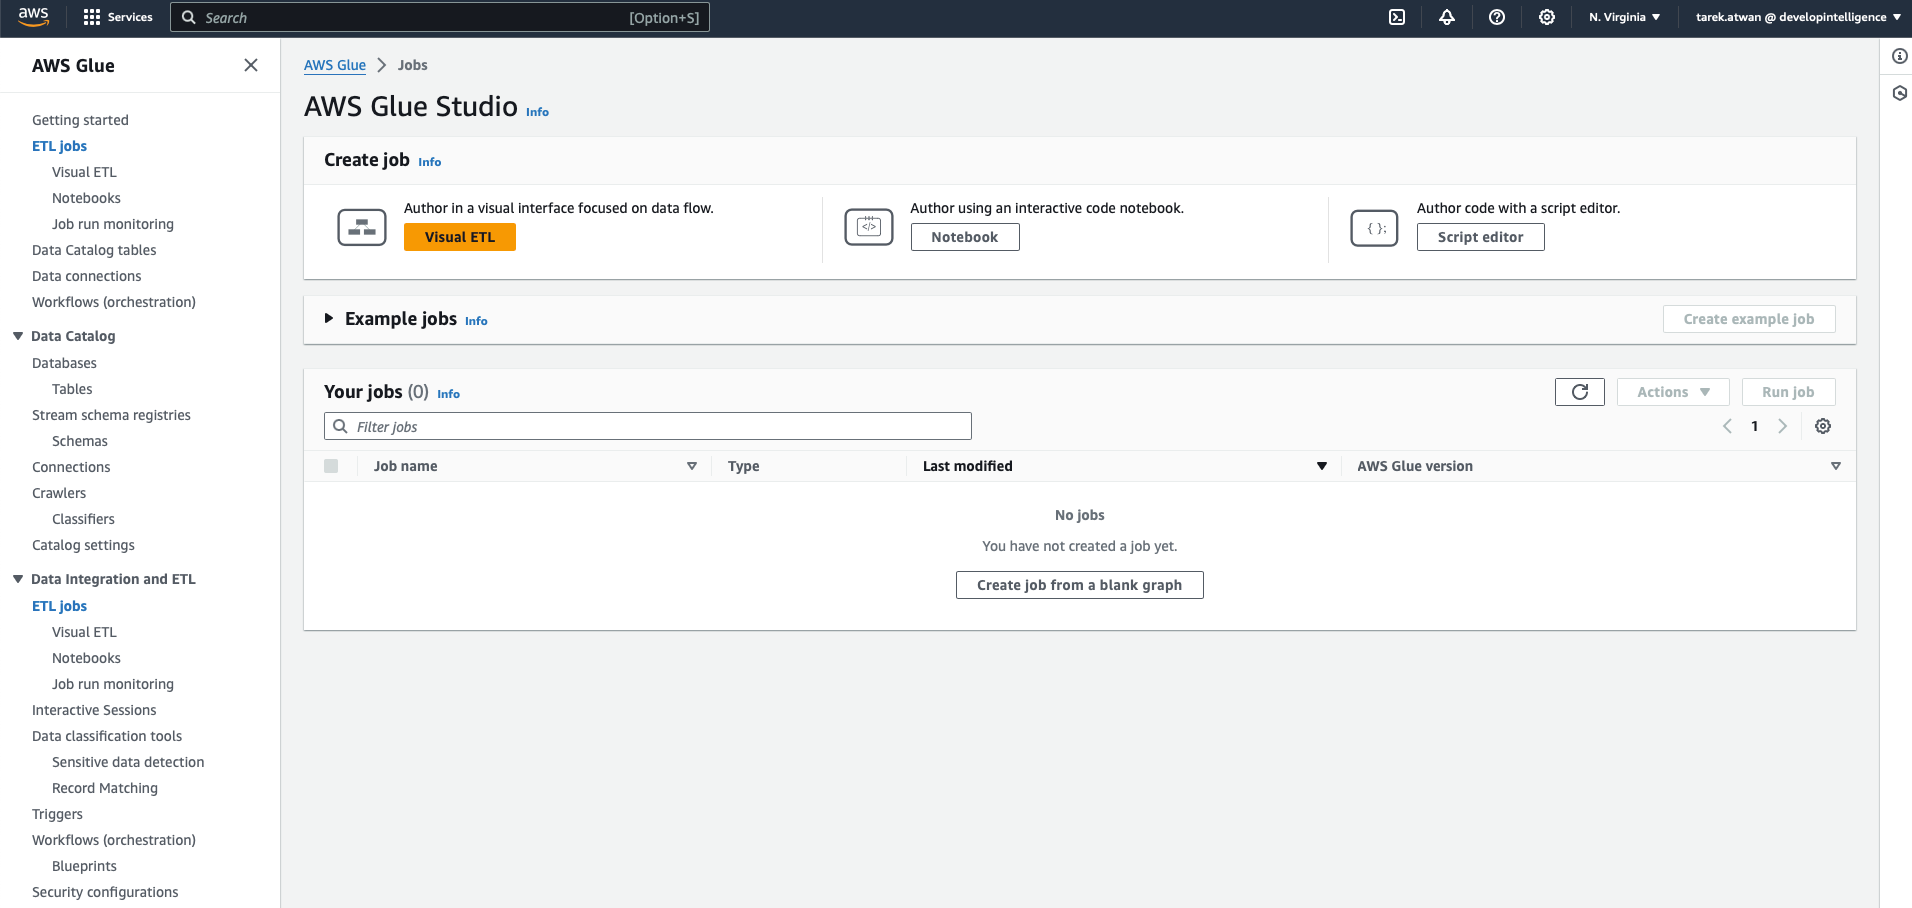 aws
Services
Search
[Option+S]
N. Virginia
tarek.atwan @ developintelligence
AWS Glue
Getting started
ETL jobs
Visual ETL
Notebooks
Job run monitoring
Data Catalog tables
Data connections
Workflows (orchestration)
Data Catalog
Databases
Tables
Stream schema registries
Schemas
Connections
Crawlers
Classifiers
Catalog settings
Data Integration and ETL
ETL jobs
Visual ETL
Notebooks
Job run monitoring
Interactive Sessions
Data classification tools
Sensitive data detection
Record Matching
Triggers
Workflows (orchestration)
Blueprints
Security configurations
AWS Glue
Jobs
AWS Glue Studio Info
Create job Info
Author in a visual interface focused on data flow.
Visual ETL
</>
Author using an interactive code notebook.
Notebook
{ };
Author code with a script editor.
Script editor
Example jobs Info
Create example job
Your jobs (0) Info
Actions
Run job
Filter jobs
1
Job name
Type
Last modified
AWS Glue version
No jobs
You have not created a job yet.
Create job from a blank graph